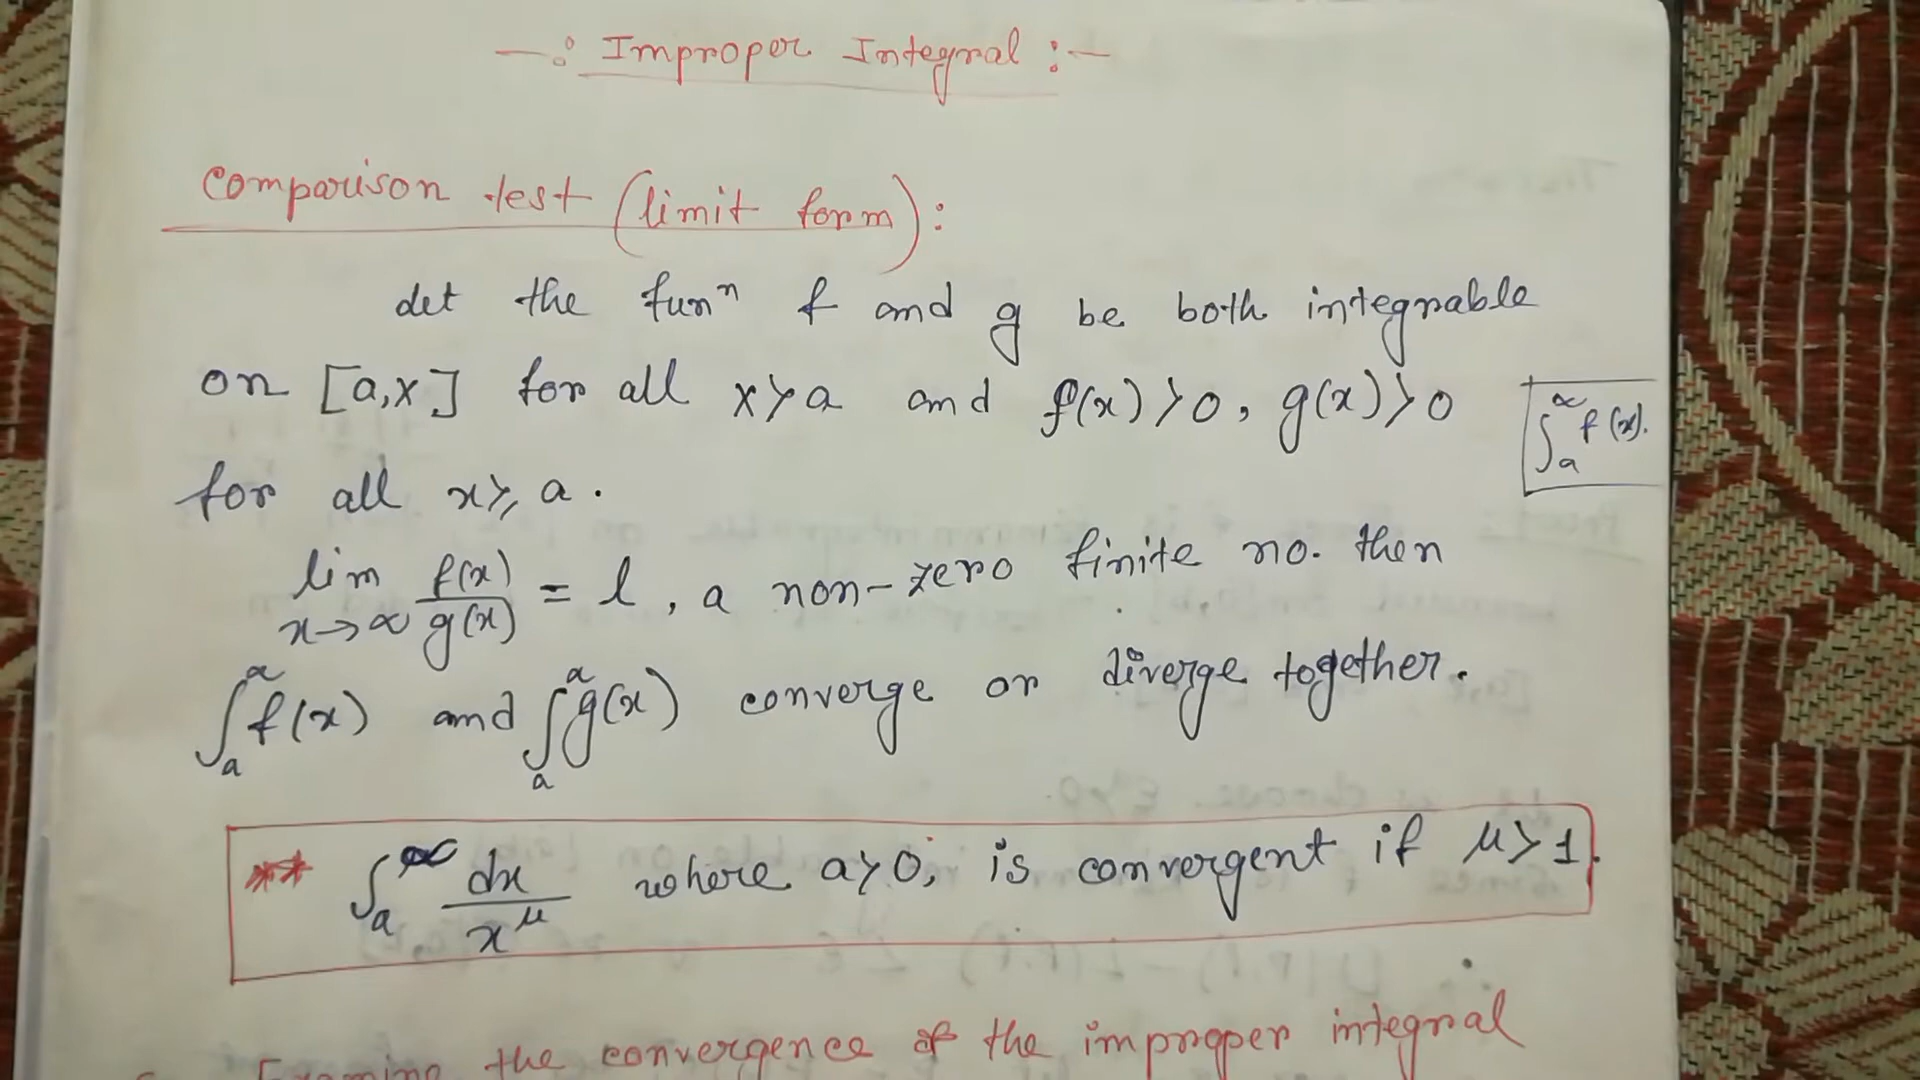 —: Improper Integral :—
Comparison test (limit form):
Let the funⁿ f and g be both integrable
on [a,x] for all x>a and f(x)>0, g(x)>0
∫ₐ^∞ f(x).
for all x≥a.
lim x→∞ f(x)/g(x) = l, a non-zero finite no. then
∫ₐ^∞ f(x) and ∫ₐ^∞ g(x) converge or diverge together.
** ∫ₐ^∞ dx/x^μ where a>0, is convergent if μ>1.
Examine the convergence of the improper integral